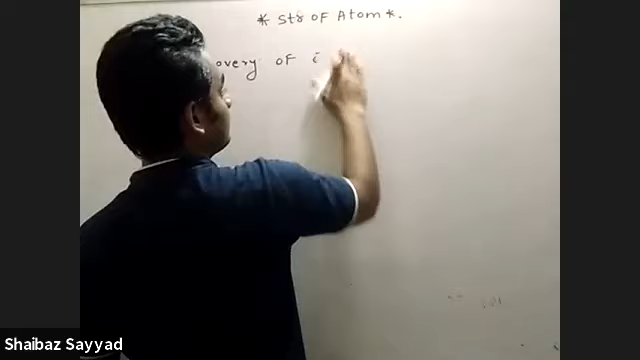 * Str OF Atom *.
overy OF i
Shaibaz Sayyad